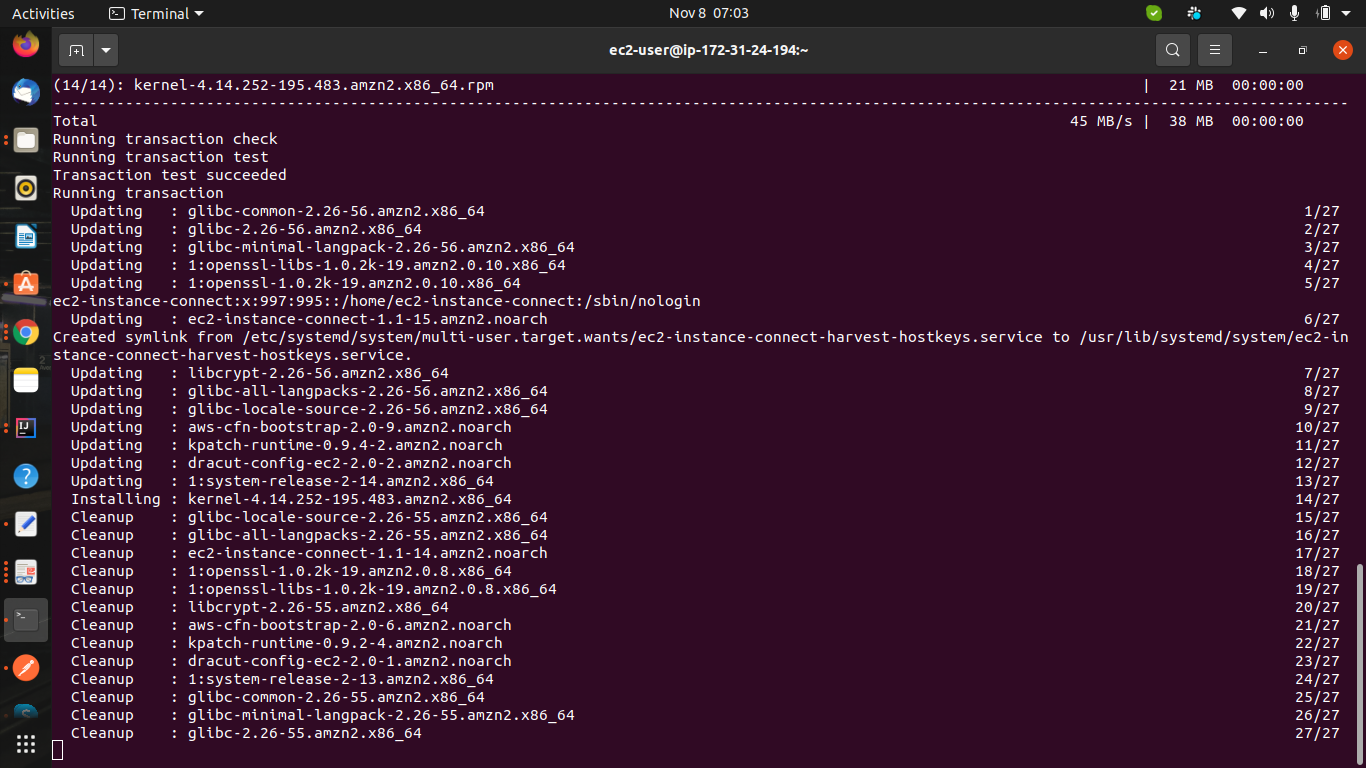 Activities Terminal Nov 8 07:03
ec2-user@ip-172-31-24-194:~
(14/14): kernel-4.14.252-195.483.amzn2.x86_64.rpm | 21 MB 00:00:00
------------------------------------------------------------------------------------------------------------------------------------------------
Total 45 MB/s | 38 MB 00:00:00
Running transaction check
Running transaction test
Transaction test succeeded
Running transaction
Updating : glibc-common-2.26-56.amzn2.x86_64 1/27
Updating : glibc-2.26-56.amzn2.x86_64 2/27
Updating : glibc-minimal-langpack-2.26-56.amzn2.x86_64 3/27
Updating : 1:openssl-libs-1.0.2k-19.amzn2.0.10.x86_64 4/27
Updating : 1:openssl-1.0.2k-19.amzn2.0.10.x86_64 5/27
ec2-instance-connect:x:997:995::/home/ec2-instance-connect:/sbin/nologin
Updating : ec2-instance-connect-1.1-15.amzn2.noarch 6/27
Created symlink from /etc/systemd/system/multi-user.target.wants/ec2-instance-connect-harvest-hostkeys.service to /usr/lib/systemd/system/ec2-in
stance-connect-harvest-hostkeys.service.
Updating : libcrypt-2.26-56.amzn2.x86_64 7/27
Updating : glibc-all-langpacks-2.26-56.amzn2.x86_64 8/27
Updating : glibc-locale-source-2.26-56.amzn2.x86_64 9/27
Updating : aws-cfn-bootstrap-2.0-9.amzn2.noarch 10/27
Updating : kpatch-runtime-0.9.4-2.amzn2.noarch 11/27
Updating : dracut-config-ec2-2.0-2.amzn2.noarch 12/27
Updating : 1:system-release-2-14.amzn2.x86_64 13/27
Installing : kernel-4.14.252-195.483.amzn2.x86_64 14/27
Cleanup : glibc-locale-source-2.26-55.amzn2.x86_64 15/27
Cleanup : glibc-all-langpacks-2.26-55.amzn2.x86_64 16/27
Cleanup : ec2-instance-connect-1.1-14.amzn2.noarch 17/27
Cleanup : 1:openssl-1.0.2k-19.amzn2.0.8.x86_64 18/27
Cleanup : 1:openssl-libs-1.0.2k-19.amzn2.0.8.x86_64 19/27
Cleanup : libcrypt-2.26-55.amzn2.x86_64 20/27
Cleanup : aws-cfn-bootstrap-2.0-6.amzn2.noarch 21/27
Cleanup : kpatch-runtime-0.9.2-4.amzn2.noarch 22/27
Cleanup : dracut-config-ec2-2.0-1.amzn2.noarch 23/27
Cleanup : 1:system-release-2-13.amzn2.x86_64 24/27
Cleanup : glibc-common-2.26-55.amzn2.x86_64 25/27
Cleanup : glibc-minimal-langpack-2.26-55.amzn2.x86_64 26/27
Cleanup : glibc-2.26-55.amzn2.x86_64 27/27